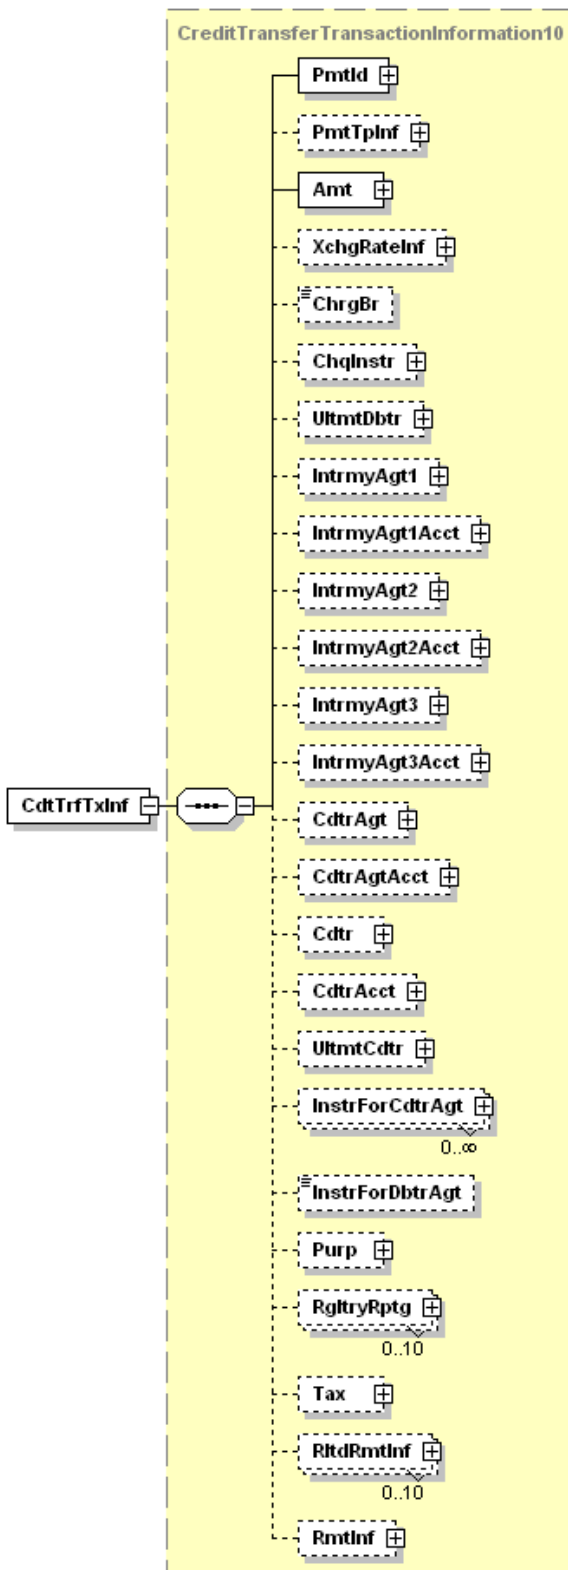 CreditTransferTransactionInformation10
PmtId
PmtTpInf
Amt
XchgRateInf
ChrgBr
ChqInstr
UltmtDbtr
IntrmyAgt1
IntrmyAgt1Acct
IntrmyAgt2
IntrmyAgt2Acct
IntrmyAgt3
IntrmyAgt3Acct
CdtTrfTxInf
CdtrAgt
CdtrAgtAcct
Cdtr
CdtrAcct
UltmtCdtr
InstrForCdtrAgt
0..∞
InstrForDbtrAgt
Purp
RgltryRptg
0..10
Tax
RltdRmtInf
0..10
RmtInf